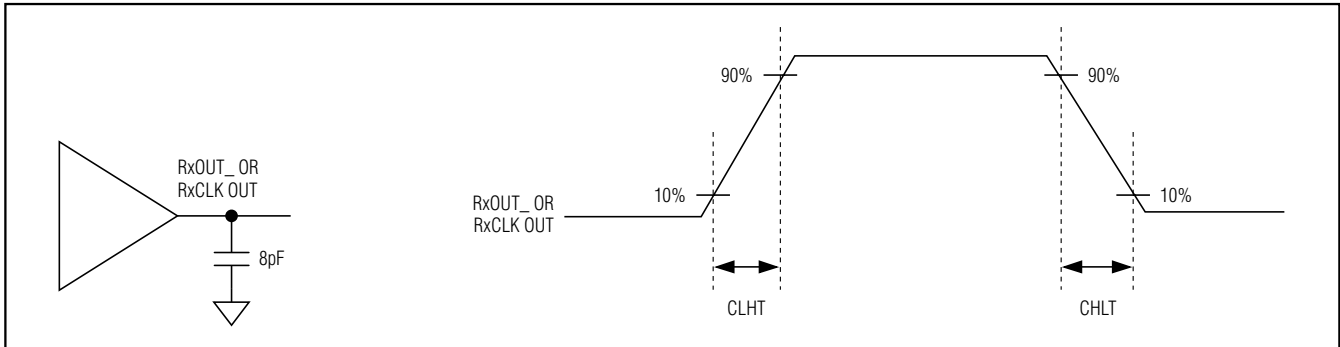 RxOUT_ OR
RxCLK OUT
8pF
RxOUT_ OR
RxCLK OUT
90%
10%
90%
10%
CLHT
CHLT